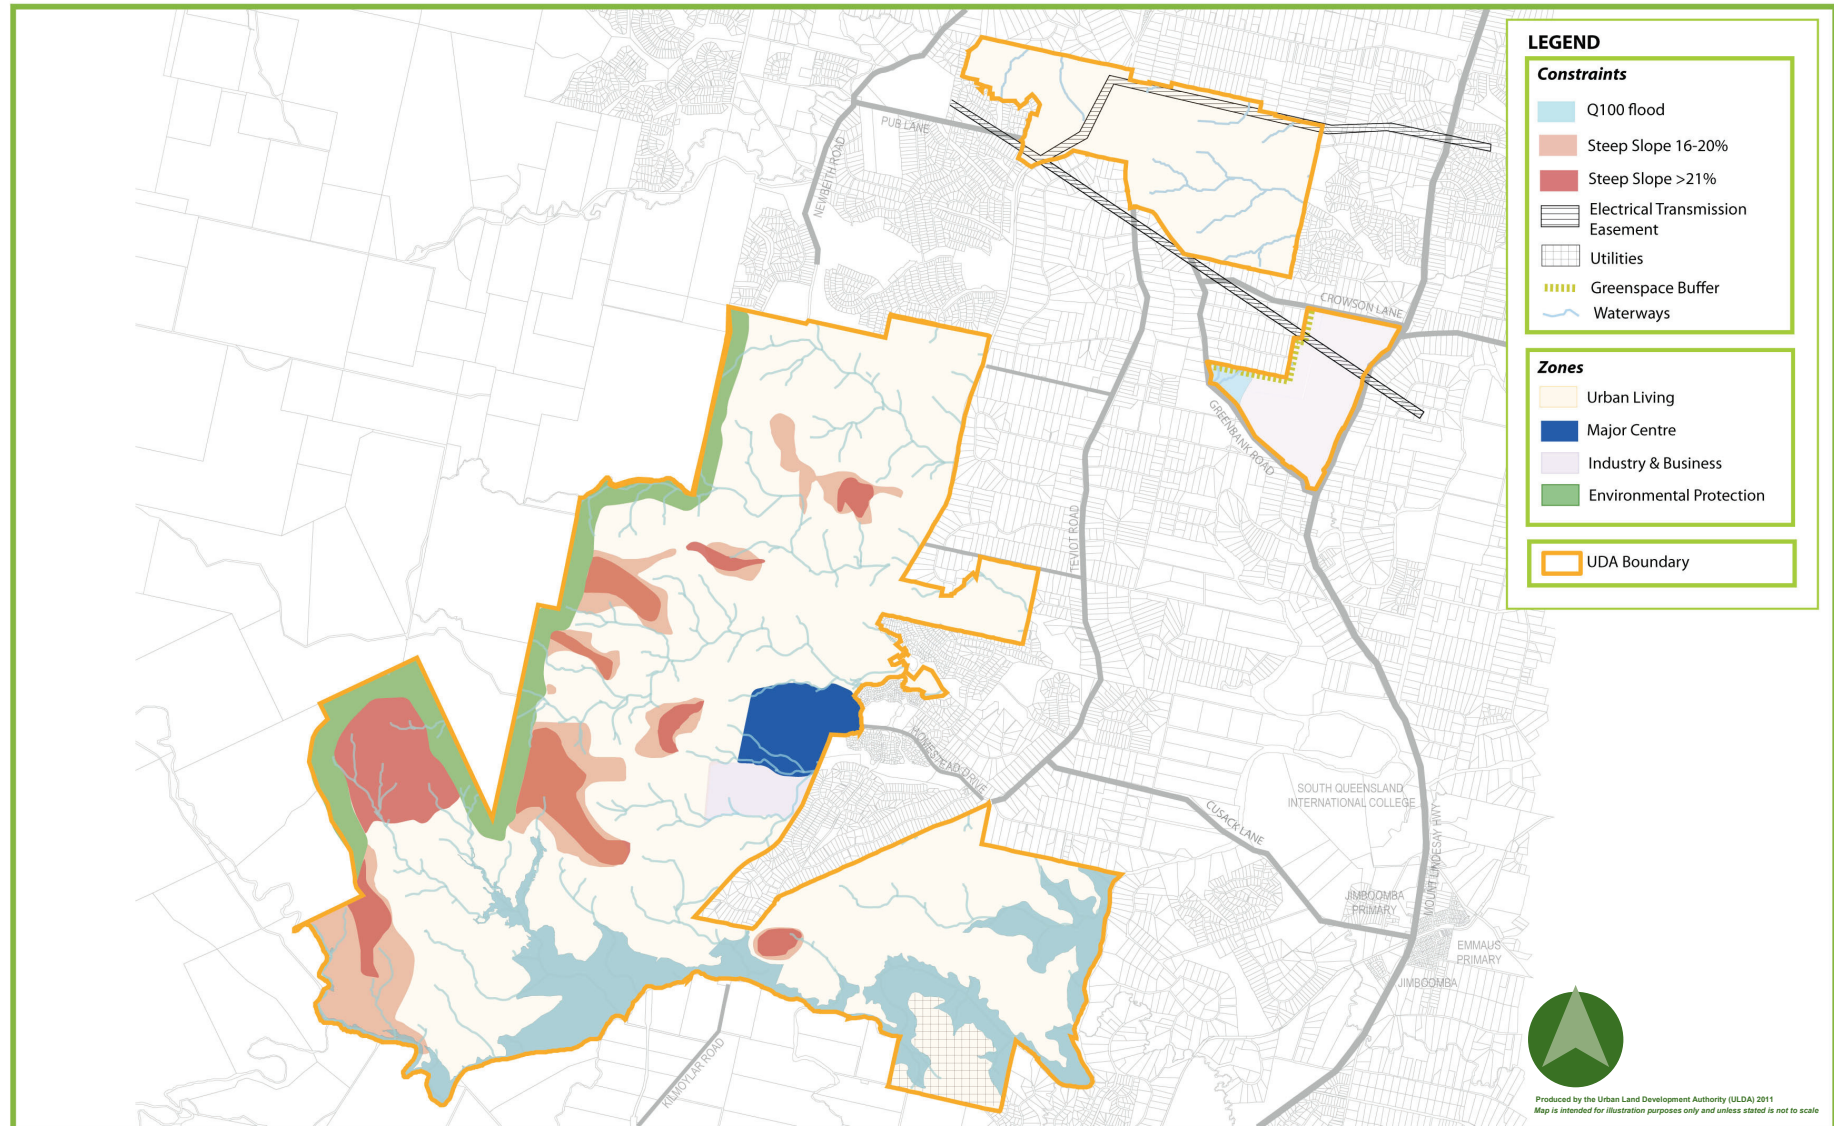 LEGEND
Constraints
Q100 flood
Steep Slope 16-20%
Steep Slope >21%
Electrical Transmission
Easement
Utilities
Greenspace Buffer
Waterways
Zones
Urban Living
Major Centre
Industry & Business
Environmental Protection
UDA Boundary
PUB LANE
NEWBEITH ROAD
CROWSON LANE
GREENBANK ROAD
TEVIOT ROAD
HOMESTEAD DRIVE
SOUTH QUEENSLAND
INTERNATIONAL COLLEGE
CUSACK LANE
MOUNT LINDESAY HWY
JIMBOOMBA
PRIMARY
EMMAUS
PRIMARY
JIMBOOMBA
KILMOYLAR ROAD
Produced by the Urban Land Development Authority (ULDA) 2011
Map is intended for illustration purposes only and unless stated is not to scale